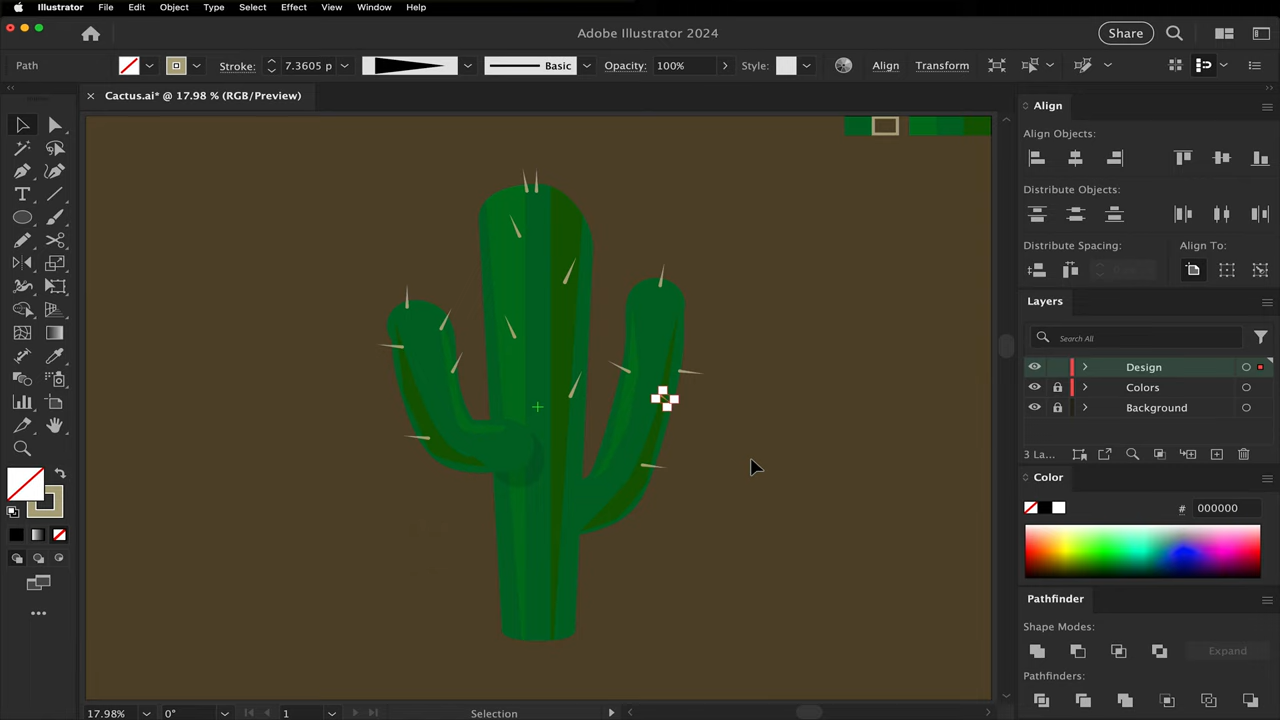 Illustrator File Edit Object Type Select Effect View Window Help
Adobe Illustrator 2024
Share
Path
Stroke:
7.3605 p
Basic
Opacity:
100%
Style:
Align
Transform
Cactus.ai* @ 17.98 % (RGB/Preview)
Align
Align Objects:
Distribute Objects:
Distribute Spacing:
Align To:
Layers
Search All
Design
Colors
Background
3 La...
Color
# 000000
Pathfinder
Shape Modes:
Expand
Pathfinders:
17.98%
0°
1
Selection